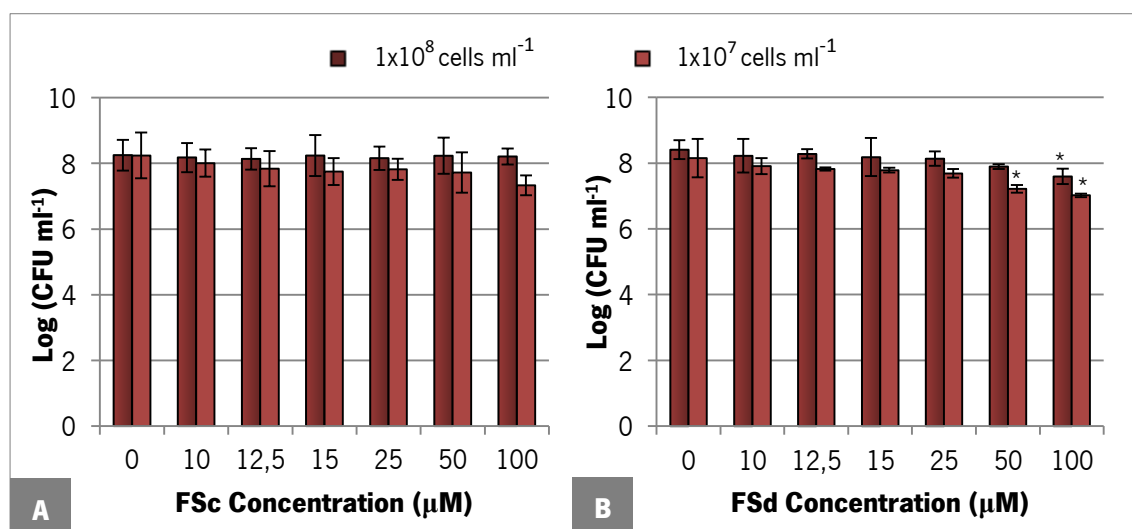 1x10⁸ cells ml⁻¹ 1x10⁷ cells ml⁻¹
10
8
6
4
2
0
Log (CFU ml⁻¹)
0 10 12,5 15 25 50 100
FSc Concentration (µM)
A
10
8
6
4
2
0
Log (CFU ml⁻¹)
* * *
0 10 12,5 15 25 50 100
FSd Concentration (µM)
B